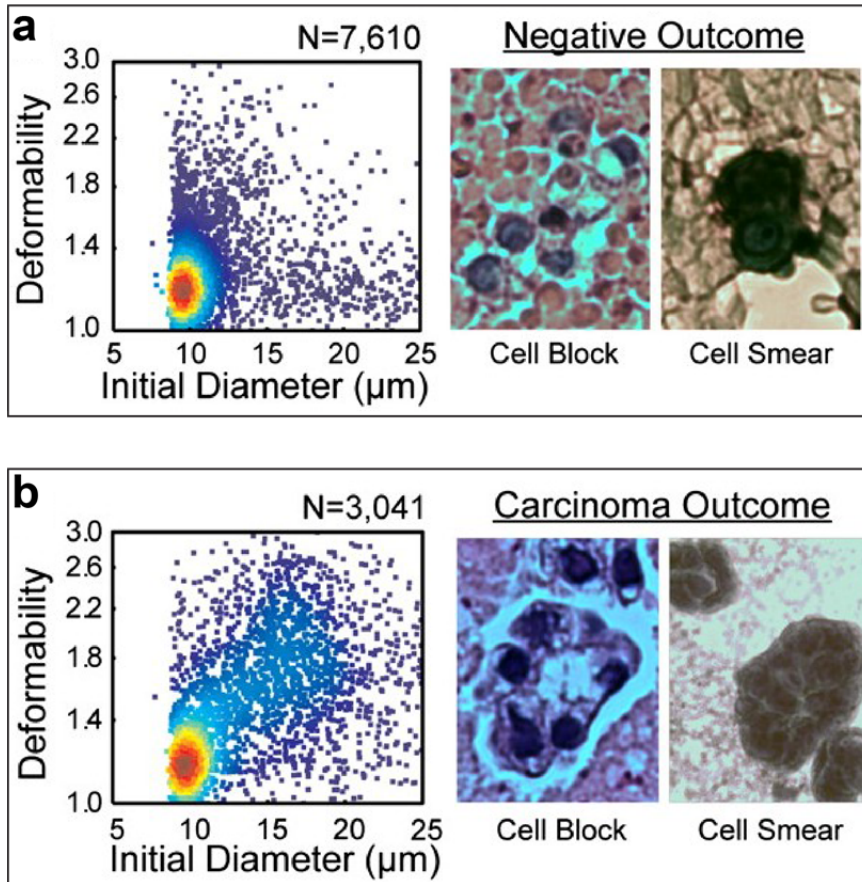 a
N=7,610
Negative Outcome
Deformability
3.0
2.6
2.2
1.8
1.4
1.0
5 10 15 20 25
Initial Diameter (µm)
Cell Block
Cell Smear
b
N=3,041
Carcinoma Outcome
Deformability
3.0
2.6
2.2
1.8
1.4
1.0
5 10 15 20 25
Initial Diameter (µm)
Cell Block
Cell Smear